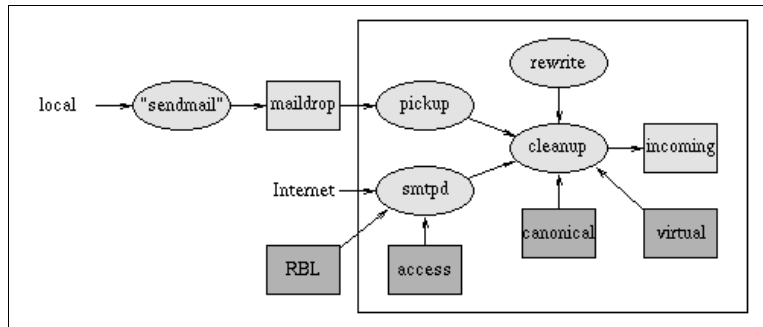 rewrite
local
"sendmail"
maildrop
pickup
cleanup
incoming
Internet
smtpd
canonical
virtual
RBL
access